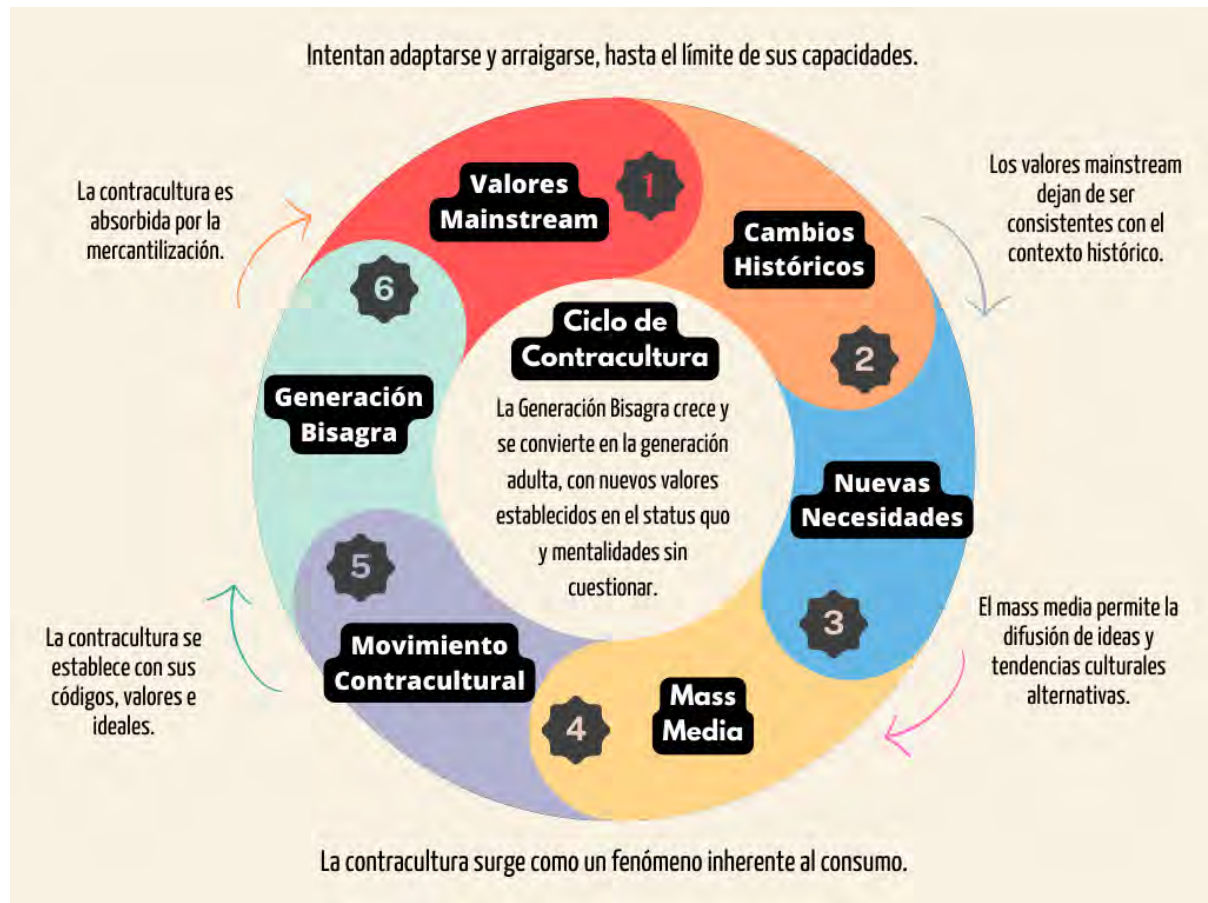 Intentan adaptarse y arraigarse, hasta el límite de sus capacidades.
Valores
Mainstream
1
Cambios
Históricos
2
Los valores mainstream
dejan de ser
consistentes con el
contexto histórico.
Nuevas
Necesidades
3
El mass media permite la
difusión de ideas y
tendencias culturales
alternativas.
Mass
Media
4
La contracultura surge como un fenómeno inherente al consumo.
Movimiento
Contracultural
5
La contracultura se
establece con sus
códigos, valores e
ideales.
Generación
Bisagra
6
La contracultura es
absorbida por la
mercantilización.
Ciclo de
Contracultura
La Generación Bisagra crece y
se convierte en la generación
adulta, con nuevos valores
establecidos en el status quo
y mentalidades sin
cuestionar.